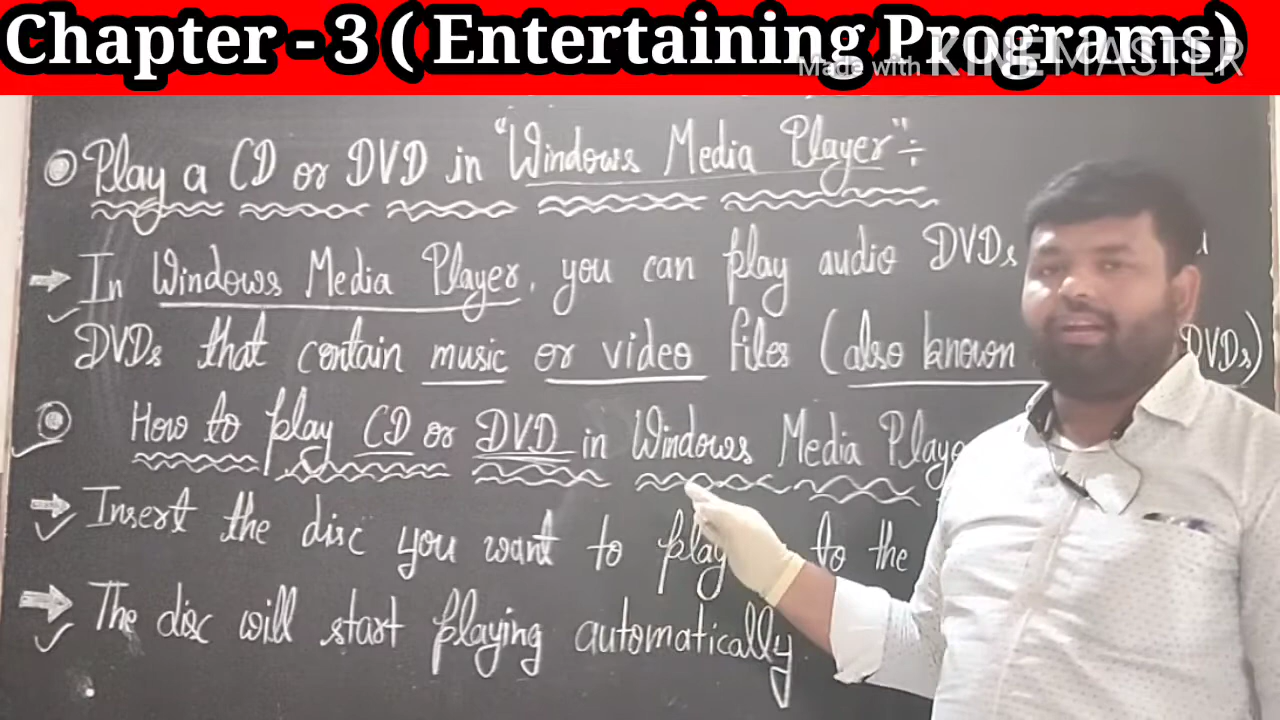 Chapter - 3 ( Entertaining Programs)
Made with KINEMASTER
Play a CD or DVD in "Windows Media Player" ÷
In Windows Media Player, you can play audio DVDs
DVDs that contain music or video files (also known DVDs)
How to play CD or DVD in Windows Media Playe
Insert the disc you want to play to the
The disc will start playing automatically